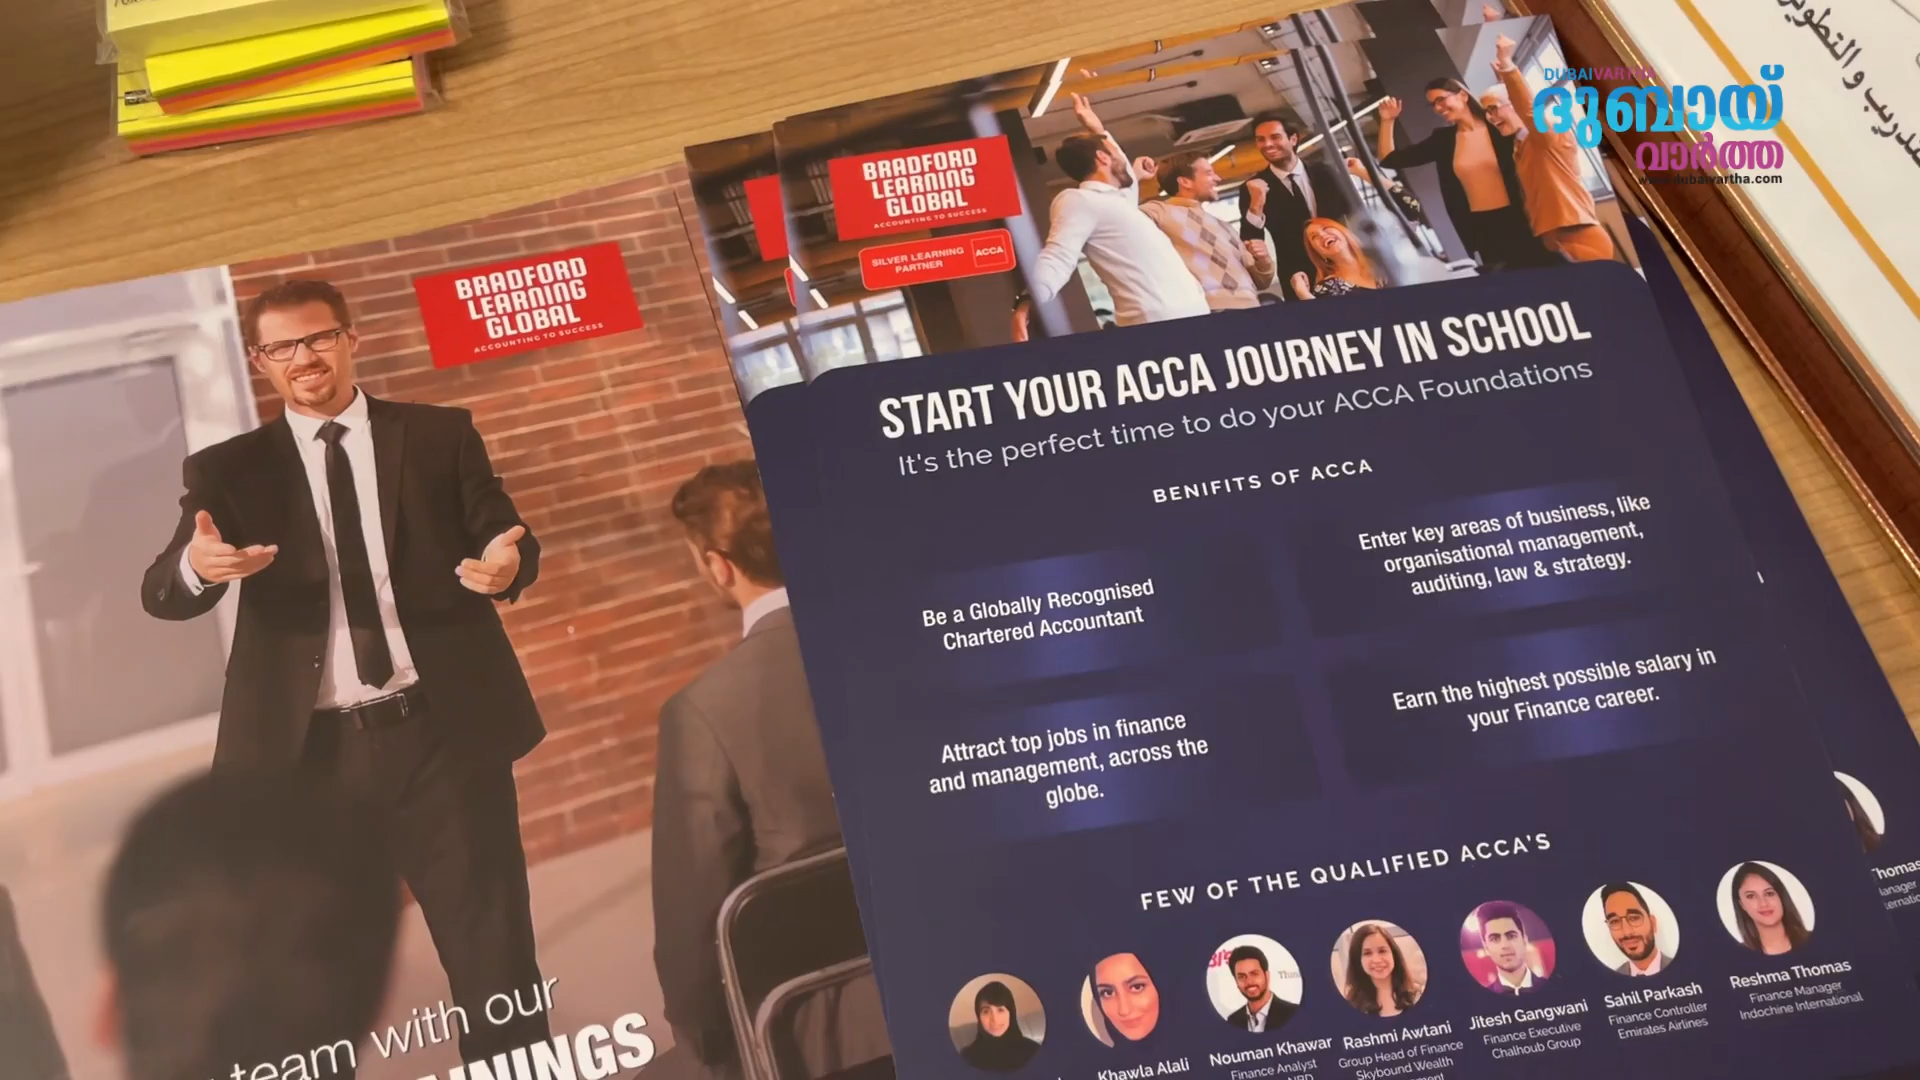 DUBAIVARTHA
ദുബായ്
വാർത്ത
www.dubaivartha.com
التطوير
التدريب و
BRADFORD
LEARNING
GLOBAL
ACCOUNTING TO SUCCESS
team with our
BRADFORD
LEARNING
GLOBAL
ACCOUNTING TO SUCCESS
SILVER LEARNING
PARTNER
ACCA
START YOUR ACCA JOURNEY IN SCHOOL
It's the perfect time to do your ACCA Foundations
BENIFITS OF ACCA
Be a Globally Recognised
Chartered Accountant
Enter key areas of business, like
organisational management,
auditing, law & strategy.
Attract top jobs in finance
and management, across the
globe.
Earn the highest possible salary in
your Finance career.
FEW OF THE QUALIFIED ACCA'S
Khawla Alali
Nouman Khawar
Finance Analyst
Rashmi Awtani
Group Head of Finance
Skybound Wealth
Jitesh Gangwani
Finance Executive
Chalhoub Group
Sahil Parkash
Finance Controller
Emirates Airlines
Reshma Thomas
Finance Manager
Indochine International